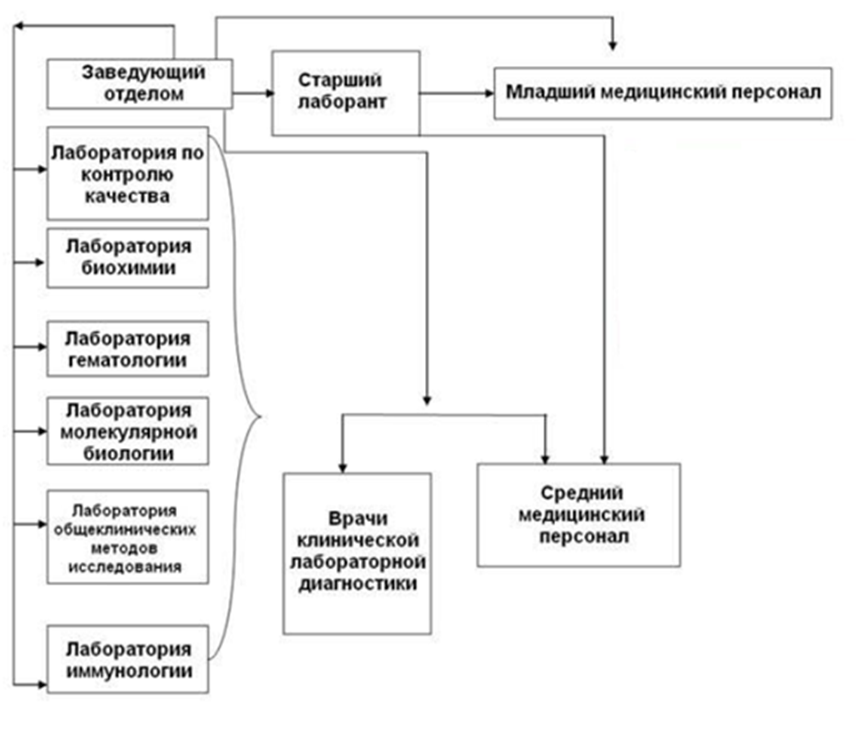 Заведующий
отделом
Старший
лаборант
Младший медицинский персонал
Лаборатория по
контролю
качества
Лаборатория
биохимии
Лаборатория
гематологии
Лаборатория
молекулярной
биологии
Лаборатория
общеклинических
методов
исследования
Лаборатория
иммунологии
Врачи
клинической
лабораторной
диагностики
Средний
медицинский
персонал